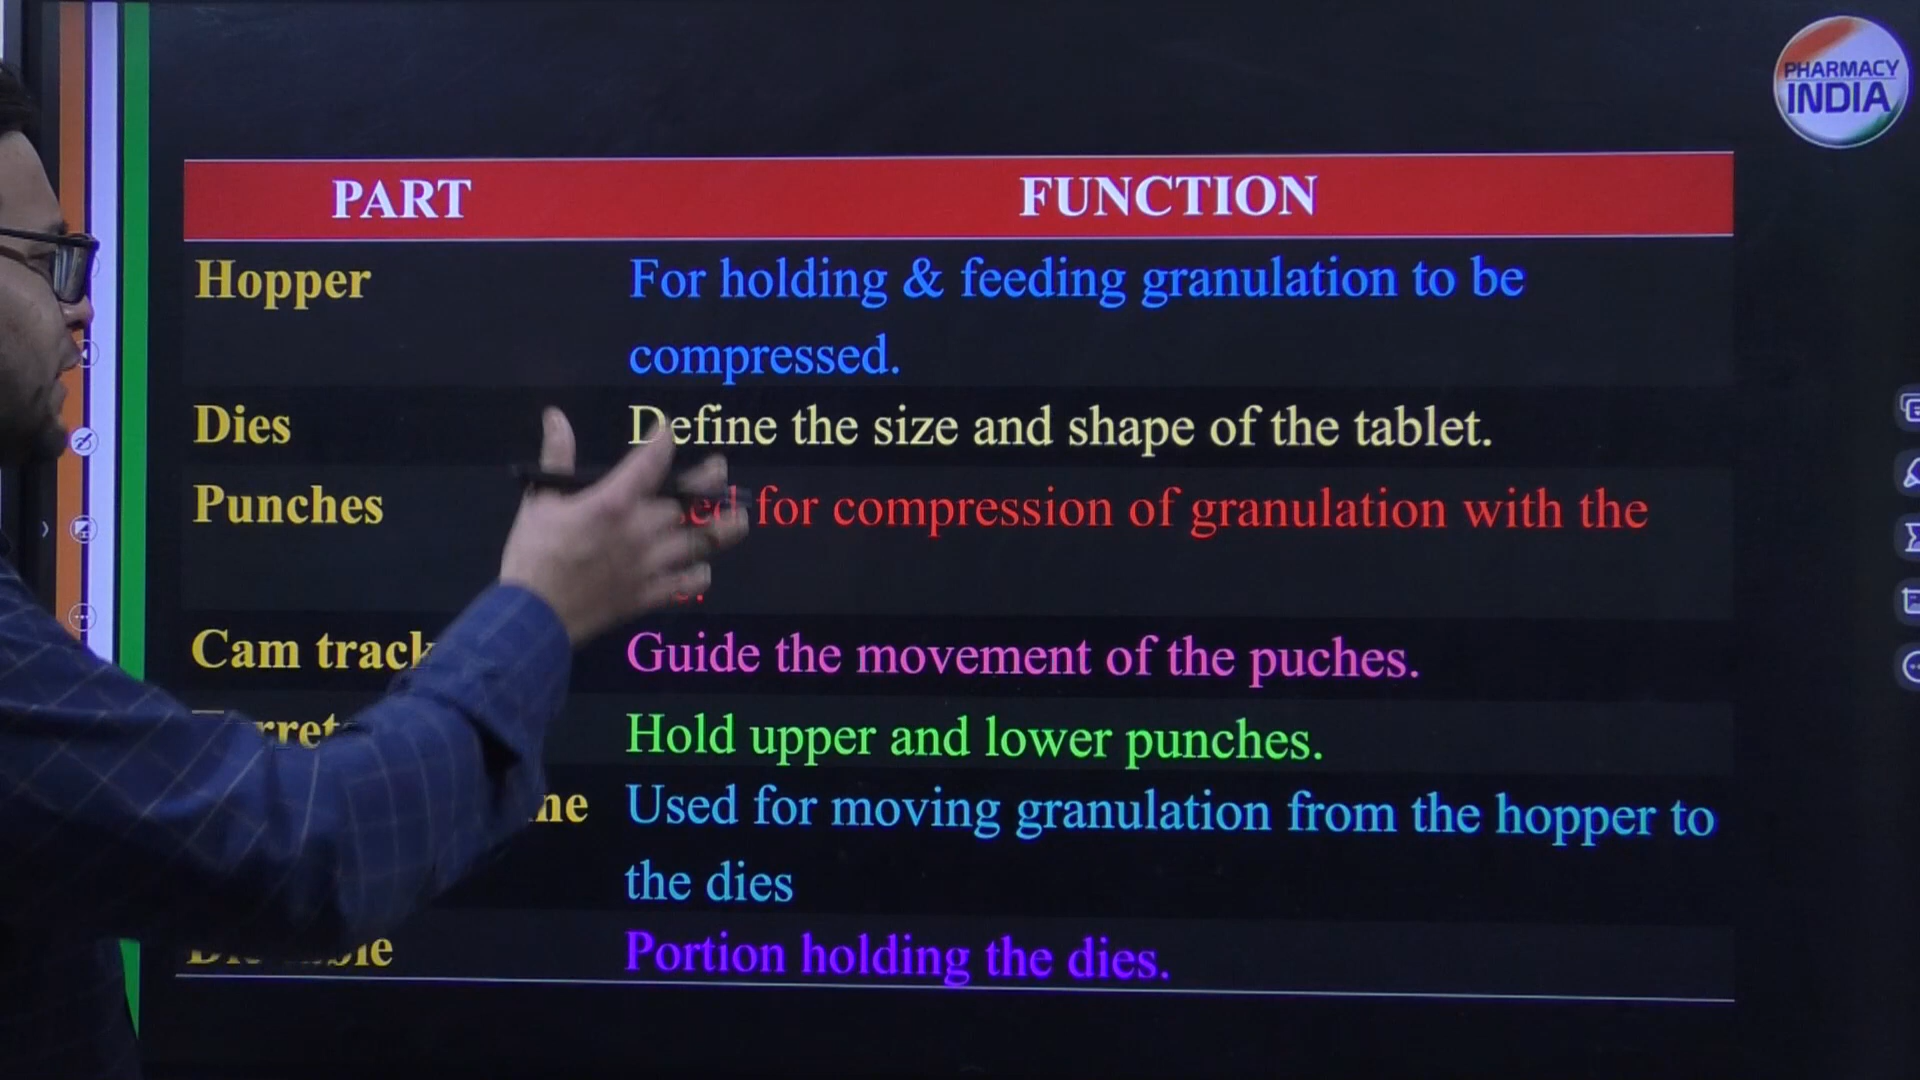 PHARMACY
INDIA
PART FUNCTION
Hopper For holding & feeding granulation to be
compressed.
Dies Define the size and shape of the tablet.
Punches for compression of granulation with the
Cam track Guide the movement of the puches.
Hold upper and lower punches.
Used for moving granulation from the hopper to
the dies
Portion holding the dies.